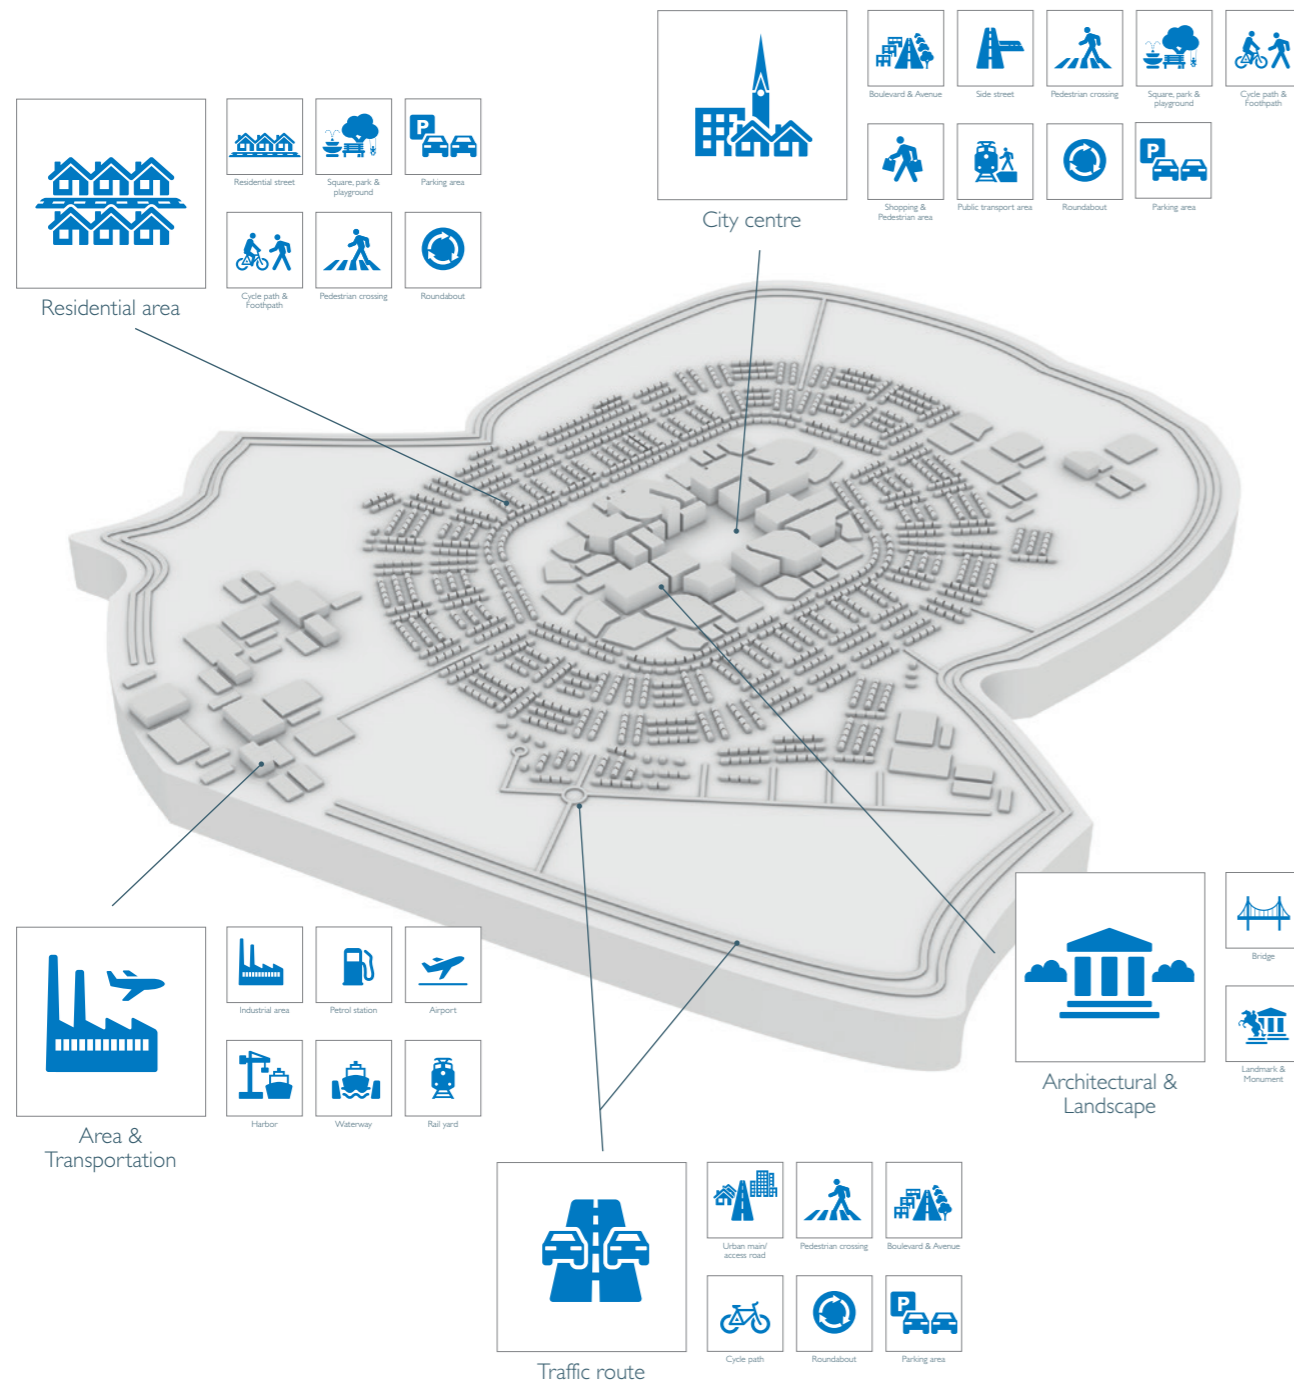 Boulevard & Avenue
Side street
Pedestrian crossing
Square, park &
playground
Cycle path &
Footpath
Shopping &
Pedestrian area
Public transport area
Roundabout
P
Parking area
City centre
Residential street
Square, park &
playground
P
Parking area
Cycle path &
Footpath
Pedestrian crossing
Roundabout
Residential area
Industrial area
Petrol station
Airport
Harbor
Waterway
Rail yard
Area &
Transportation
Bridge
Landmark &
Monument
Architectural &
Landscape
Urban main/
access road
Pedestrian crossing
Boulevard & Avenue
Cycle path
Roundabout
P
Parking area
Traffic route